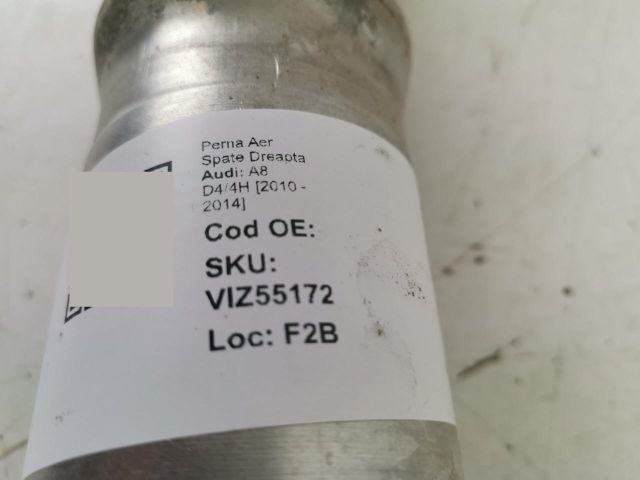 Perna Aer
Spate Dreapta
Audi: A8
D4/4H [2010 -
2014]
Cod OE:
SKU:
VIZ55172
Loc: F2B